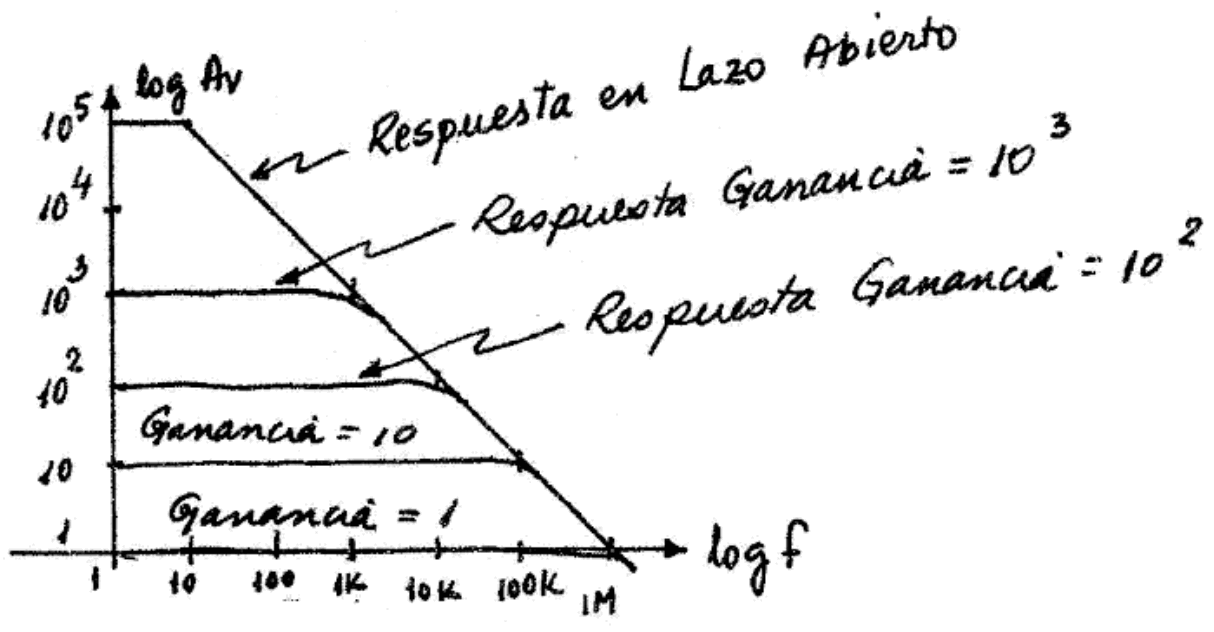 log Av
Respuesta en Lazo Abierto
10^5
Respuesta Ganancia = 10^3
10^4
Respuesta Ganancia = 10^2
10^3
10^2
Ganancia = 10
10
Ganancia = 1
1
log f
1 10 100 1K 10K 100K 1M